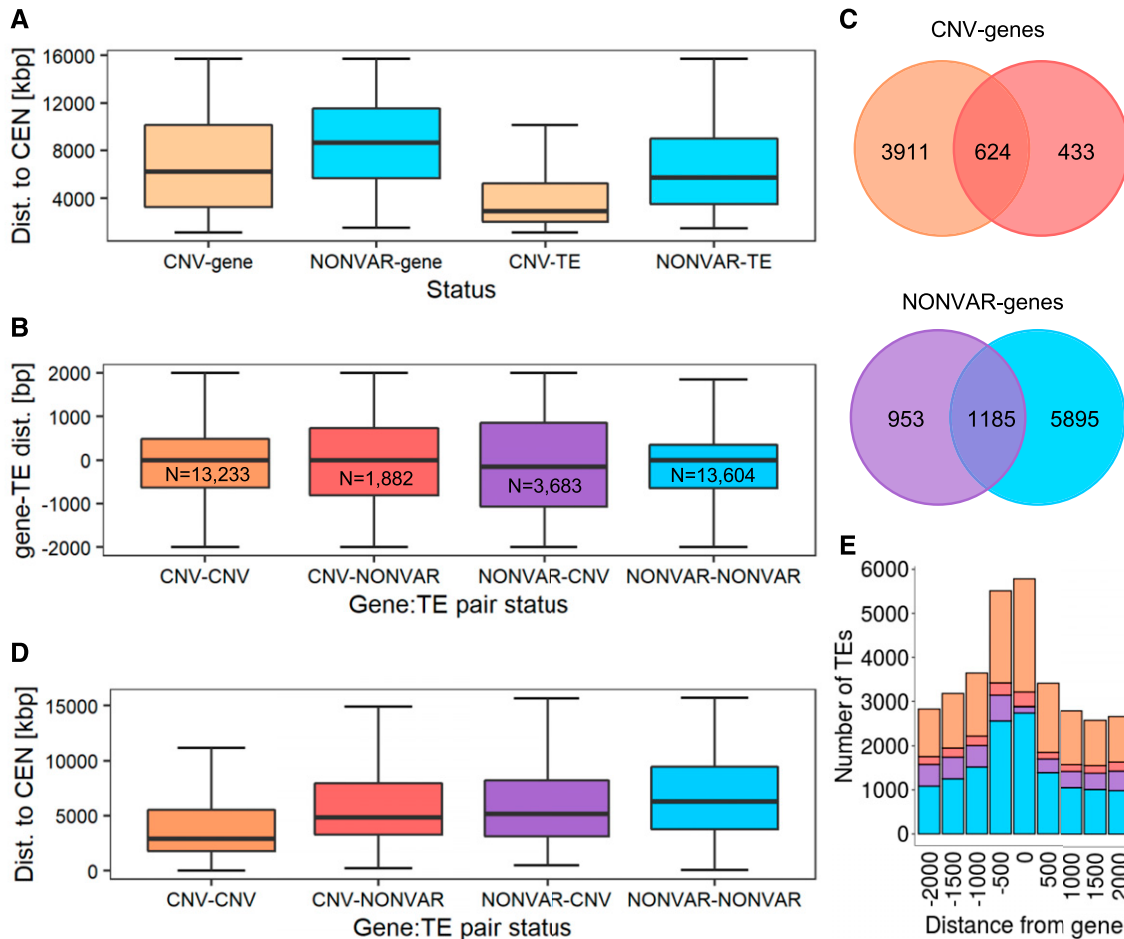 A
Dist. to CEN [kbp]
16000
12000
8000
4000
CNV-gene NONVAR-gene CNV-TE NONVAR-TE
Status
B
gene-TE dist. [bp]
2000
1000
0
-1000
-2000
N=13,233 N=1,882 N=3,683 N=13,604
CNV-CNV CNV-NONVAR NONVAR-CNV NONVAR-NONVAR
Gene:TE pair status
C
CNV-genes
3911 624 433
NONVAR-genes
953 1185 5895
D
Dist. to CEN [kbp]
15000
10000
5000
0
CNV-CNV CNV-NONVAR NONVAR-CNV NONVAR-NONVAR
Gene:TE pair status
E
Number of TEs
6000
5000
4000
3000
2000
1000
0
-2000 -1500 -1000 -500 0 500 1000 1500 2000
Distance from gene